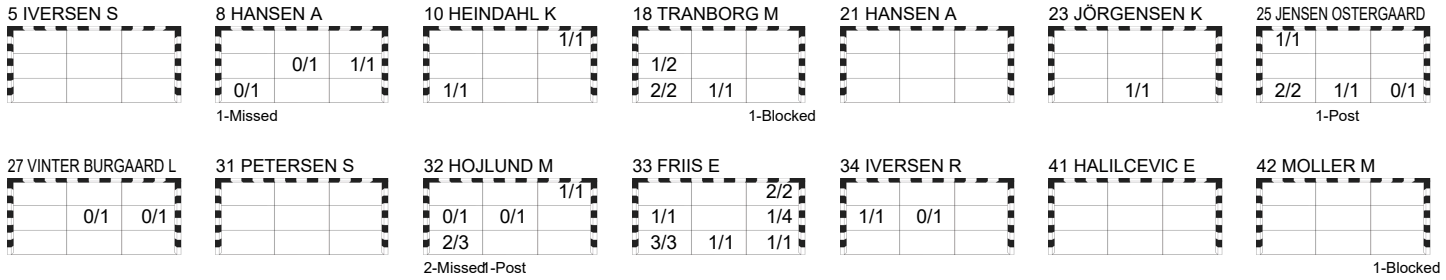 5 IVERSEN S 8 HANSEN A 10 HEINDAHL K 18 TRANBORG M 21 HANSEN A 23 JÖRGENSEN K 25 JENSEN OSTERGAARD
1/1 1/1
0/1 1/1 1/2
0/1 1/1 2/2 1/1 1/1 2/2 1/1 0/1
1-Missed 1-Blocked 1-Post
27 VINTER BURGAARD L 31 PETERSEN S 32 HOJLUND M 33 FRIIS E 34 IVERSEN R 41 HALILCEVIC E 42 MOLLER M
1/1 2/2
0/1 0/1 0/1 0/1 1/1 1/4 1/1 0/1
2/3 3/3 1/1 1/1
2-Missed 1-Post 1-Blocked